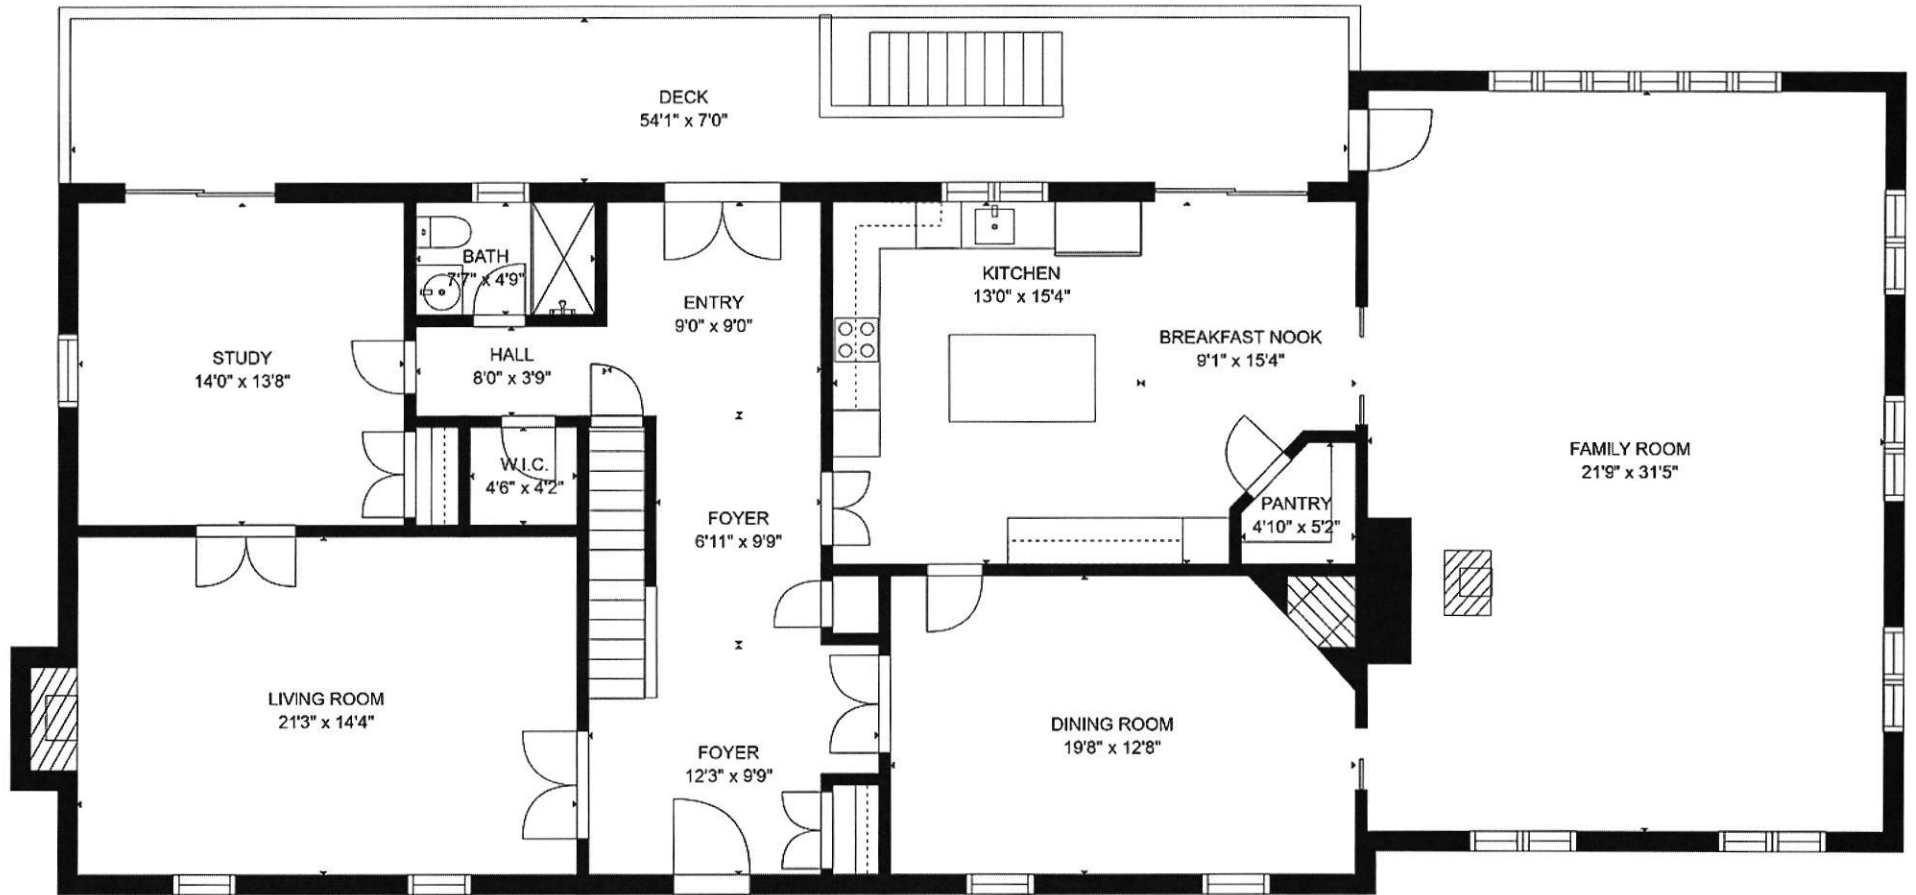 DECK
54'1" x 7'0"
BATH
7'7" x 4'9"
KITCHEN
13'0" x 15'4"
ENTRY
9'0" x 9'0"
BREAKFAST NOOK
9'1" x 15'4"
STUDY
14'0" x 13'8"
HALL
8'0" x 3'9"
FAMILY ROOM
21'9" x 31'5"
W.I.C.
4'6" x 4'2"
PANTRY
4'10" x 5'2"
FOYER
6'11" x 9'9"
LIVING ROOM
21'3" x 14'4"
DINING ROOM
19'8" x 12'8"
FOYER
12'3" x 9'9"